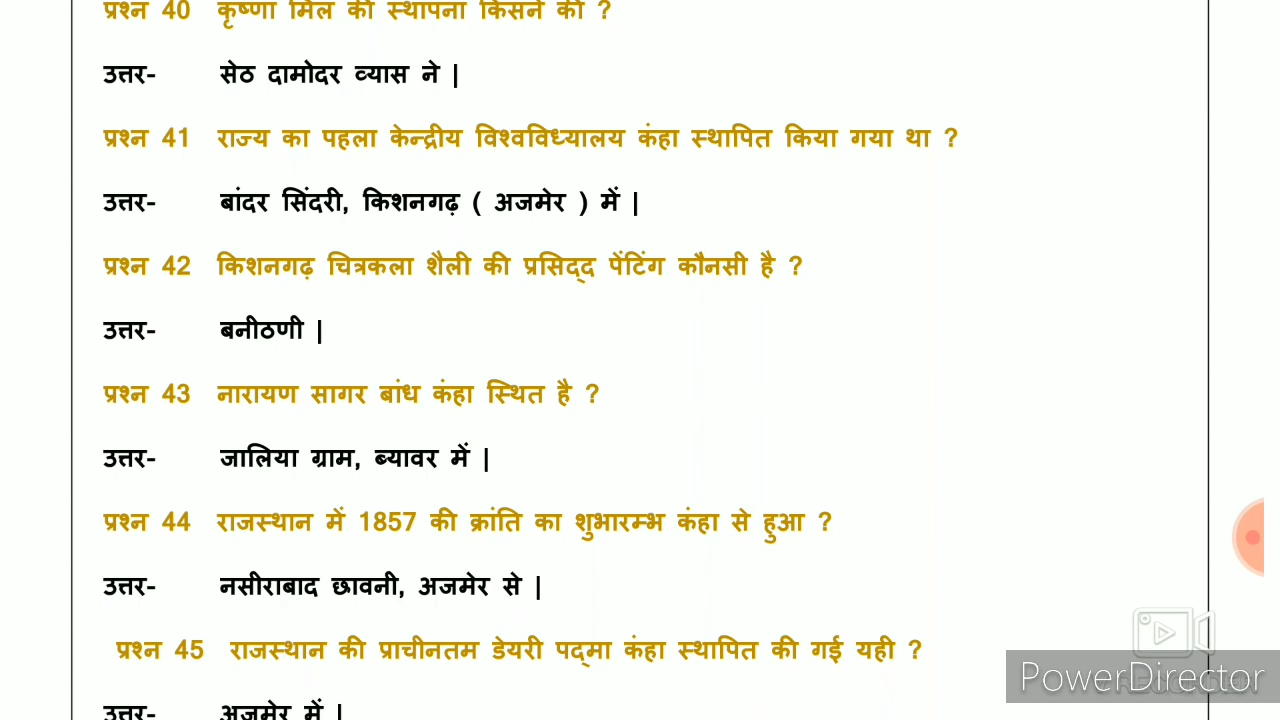 प्रश्न 40 कृष्णा मिल की स्थापना किसने की ?
उत्तर- सेठ दामोदर व्यास ने |
प्रश्न 41 राज्य का पहला केन्द्रीय विश्वविध्यालय कंहा स्थापित किया गया था ?
उत्तर- बांदर सिंदरी, किशनगढ़ ( अजमेर ) में |
प्रश्न 42 किशनगढ़ चित्रकला शैली की प्रसिद्द पेंटिंग कौनसी है ?
उत्तर- बनीठणी |
प्रश्न 43 नारायण सागर बांध कंहा स्थित है ?
उत्तर- जालिया ग्राम, ब्यावर में |
प्रश्न 44 राजस्थान में 1857 की क्रांति का शुभारम्भ कंहा से हुआ ?
उत्तर- नसीराबाद छावनी, अजमेर से |
प्रश्न 45 राजस्थान की प्राचीनतम डेयरी पद्मा कंहा स्थापित की गई यही ?
PowerDirector
उत्तर- अजमेर में |